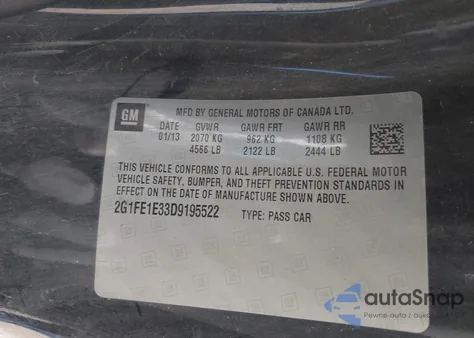 GM
MFD BY GENERAL MOTORS OF CANADA LTD.
DATE GVWR GAWR FRT GAWR RR
01/13 2070 KG 962 KG 1108 KG
4566 LB 2122 LB 2444 LB
THIS VEHICLE CONFORMS TO ALL APPLICABLE U.S. FEDERAL MOTOR
VEHICLE SAFETY, BUMPER, AND THEFT PREVENTION STANDARDS IN
EFFECT ON THE DATE OF MANUFACTURE SHOWN ABOVE.
2G1FE1E33D9195522 TYPE: PASS CAR
autoSnap
Pewne auto z aukcji